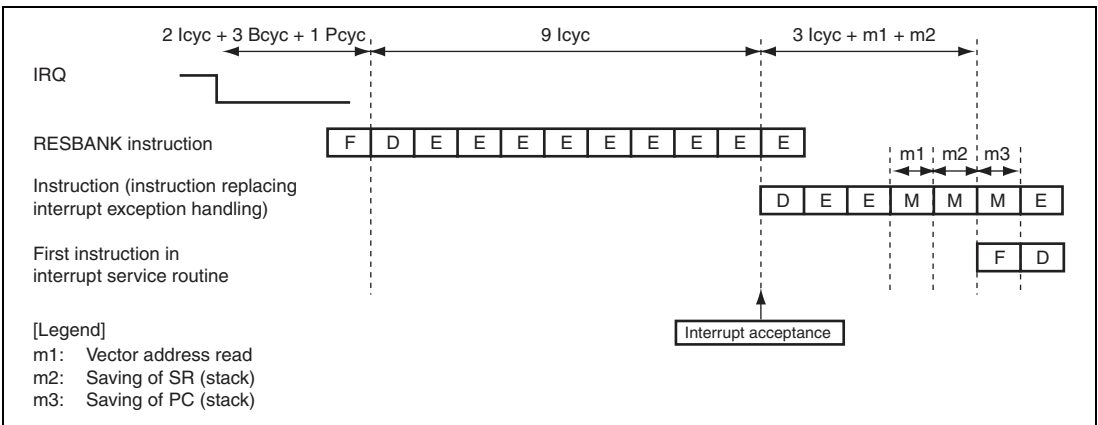 2 Icyc + 3 Bcyc + 1 Pcyc 9 Icyc 3 Icyc + m1 + m2
IRQ
RESBANK instruction F D E E E E E E E E E
m1 m2 m3
Instruction (instruction replacing
interrupt exception handling) D E E M M M E
First instruction in
interrupt service routine F D
Interrupt acceptance
[Legend]
m1: Vector address read
m2: Saving of SR (stack)
m3: Saving of PC (stack)